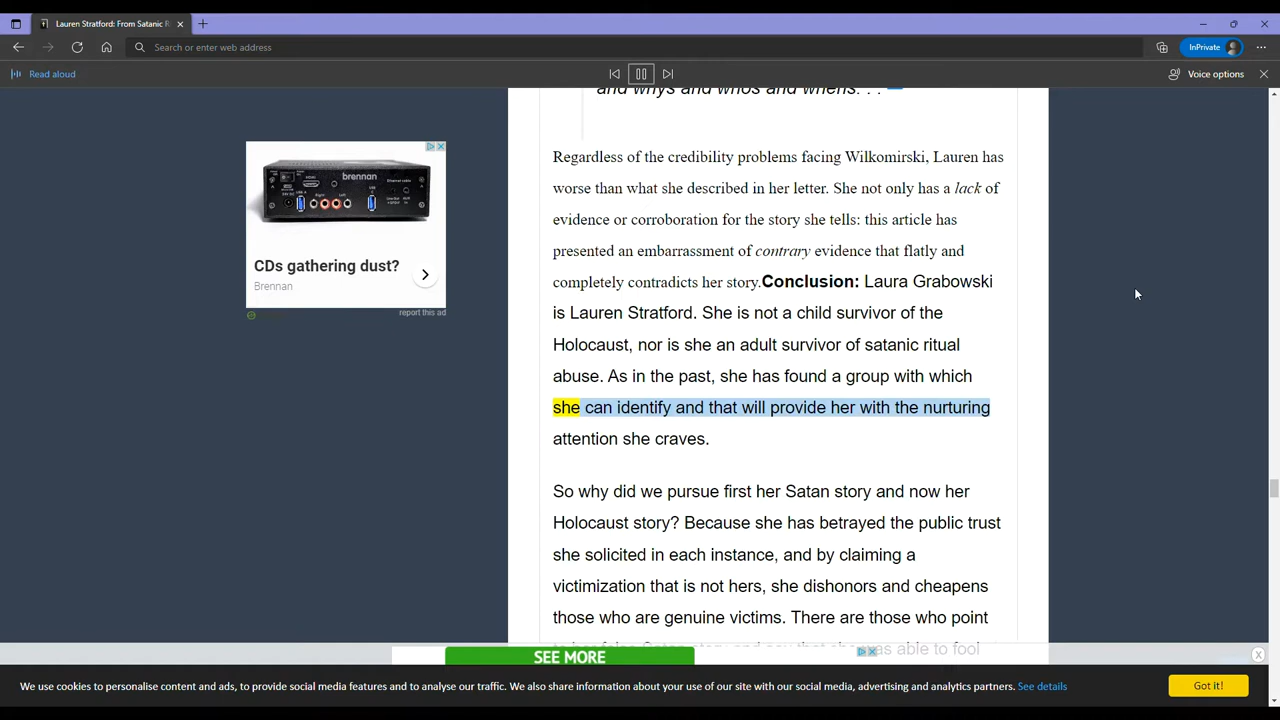 Lauren Stratford: From Satanic R
Search or enter web address
InPrivate
Read aloud
Voice options
and whys and whos and whens. . .
Regardless of the credibility problems facing Wilkomirski, Lauren has
worse than what she described in her letter. She not only has a lack of
evidence or corroboration for the story she tells: this article has
presented an embarrassment of contrary evidence that flatly and
completely contradicts her story.Conclusion: Laura Grabowski
is Lauren Stratford. She is not a child survivor of the
Holocaust, nor is she an adult survivor of satanic ritual
abuse. As in the past, she has found a group with which
she can identify and that will provide her with the nurturing
attention she craves.
So why did we pursue first her Satan story and now her
Holocaust story? Because she has betrayed the public trust
she solicited in each instance, and by claiming a
victimization that is not hers, she dishonors and cheapens
those who are genuine victims. There are those who point
Satan story and say that she was able to fool
brennan
CDs gathering dust?
Brennan
report this ad
SEE MORE
We use cookies to personalise content and ads, to provide social media features and to analyse our traffic. We also share information about your use of our site with our social media, advertising and analytics partners. See details
Got it!